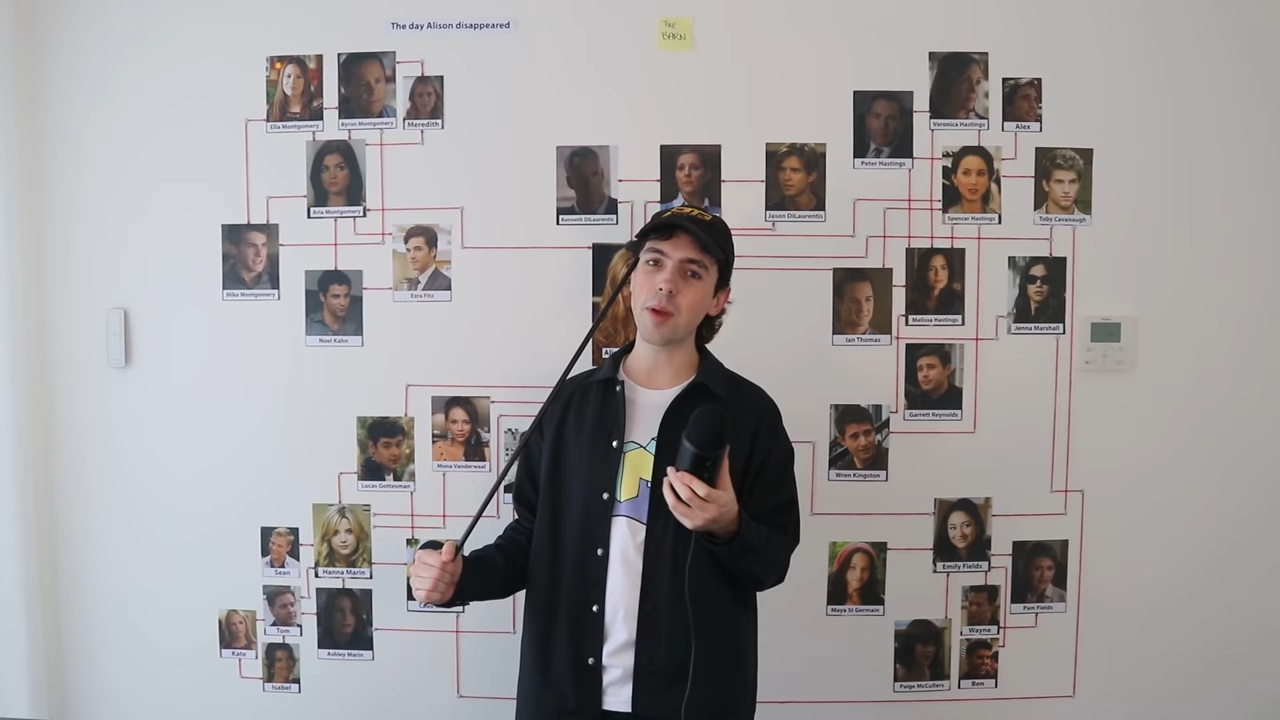 The day Alison disappeared
THE
BARN
Ella Montgomery
Byron Montgomery
Meredith
Aria Montgomery
Mike Montgomery
Ezra Fitz
Noel Kahn
Kenneth DiLaurentis
Jason DiLaurentis
Peter Hastings
Veronica Hastings
Alex
Spencer Hastings
Toby Cavanaugh
Ian Thomas
Melissa Hastings
Jenna Marshall
Garrett Reynolds
Wren Kingston
Mona Vanderwaal
Lucas Gottesman
Sean
Hanna Marin
Tom
Kate
Ashley Marin
Isabel
Emily Fields
Maya St Germain
Pam Fields
Wayne
Paige McCullers
Ben